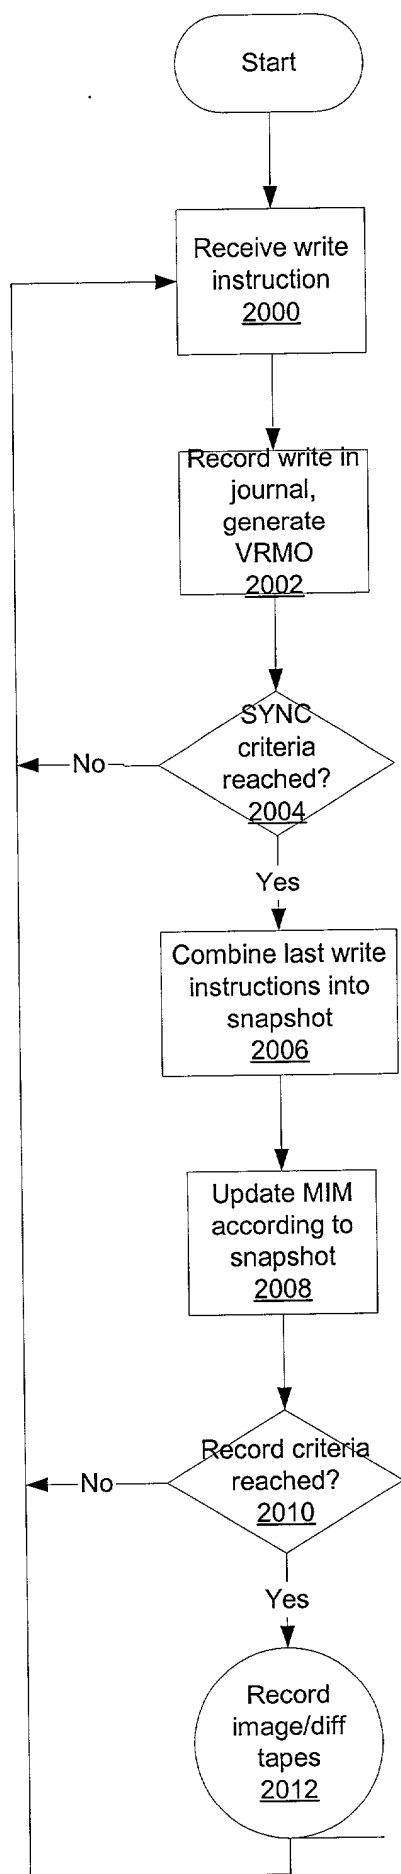 Start
Receive write
instruction
2000
Record write in
journal,
generate
VRMO
2002
SYNC
criteria
reached?
2004
No
Yes
Combine last write
instructions into
snapshot
2006
Update MIM
according to
snapshot
2008
Record criteria
reached?
2010
No
Yes
Record
image/diff
tapes
2012